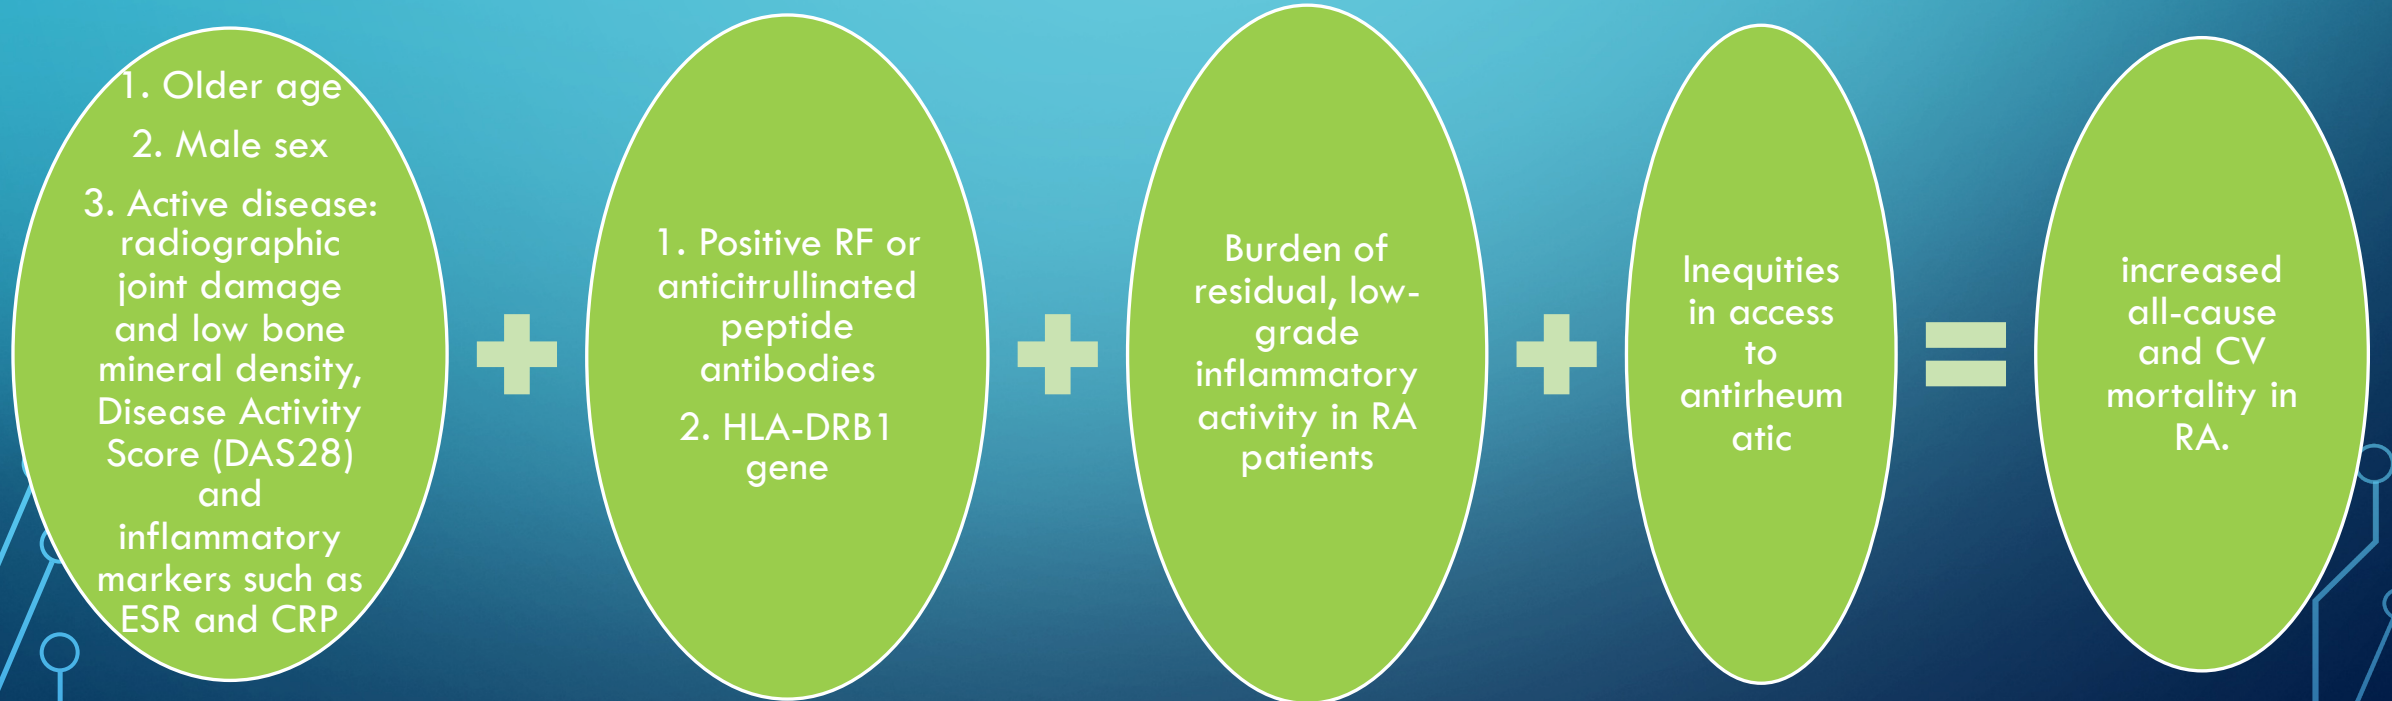 1. Older age
2. Male sex
3. Active disease:
radiographic
joint damage
and low bone
mineral density,
Disease Activity
Score (DAS28)
and
inflammatory
markers such as
ESR and CRP
1. Positive RF or
anticitrullinated
peptide
antibodies
2. HLA-DRB1
gene
Burden of
residual, low-
grade
inflammatory
activity in RA
patients
Inequities
in access
to
antirheum
atic
increased
all-cause
and CV
mortality in
RA.